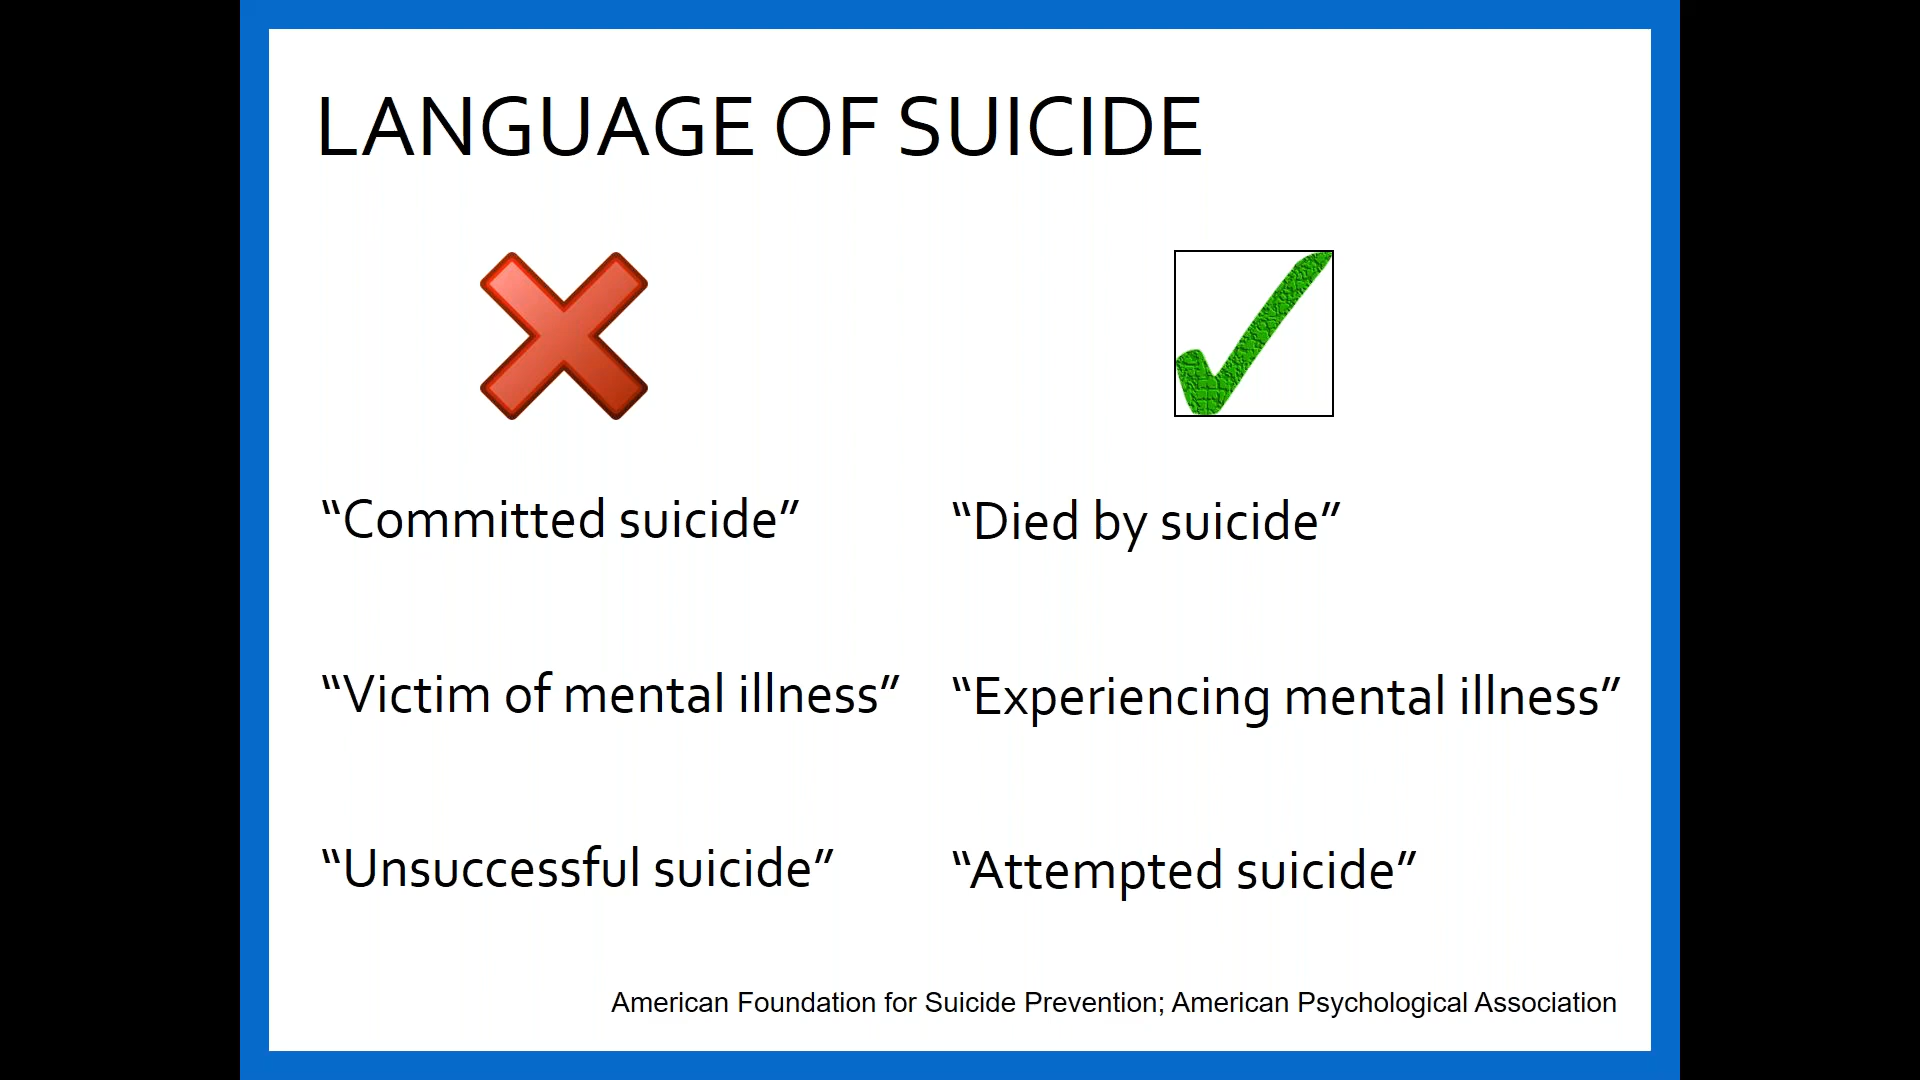 LANGUAGE OF SUICIDE
“Committed suicide”
“Died by suicide”
“Victim of mental illness”
“Experiencing mental illness”
“Unsuccessful suicide”
“Attempted suicide”
American Foundation for Suicide Prevention; American Psychological Association